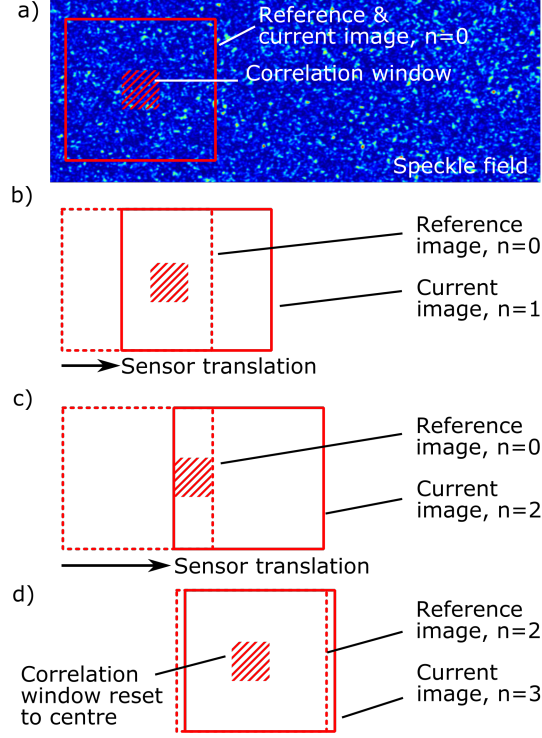 a)
Reference &
current image, n=0
Correlation window
Speckle field
b)
Reference
image, n=0
Current
image, n=1
Sensor translation
c)
Reference
image, n=0
Current
image, n=2
Sensor translation
d)
Reference
image, n=2
Correlation
window reset
to centre
Current
image, n=3